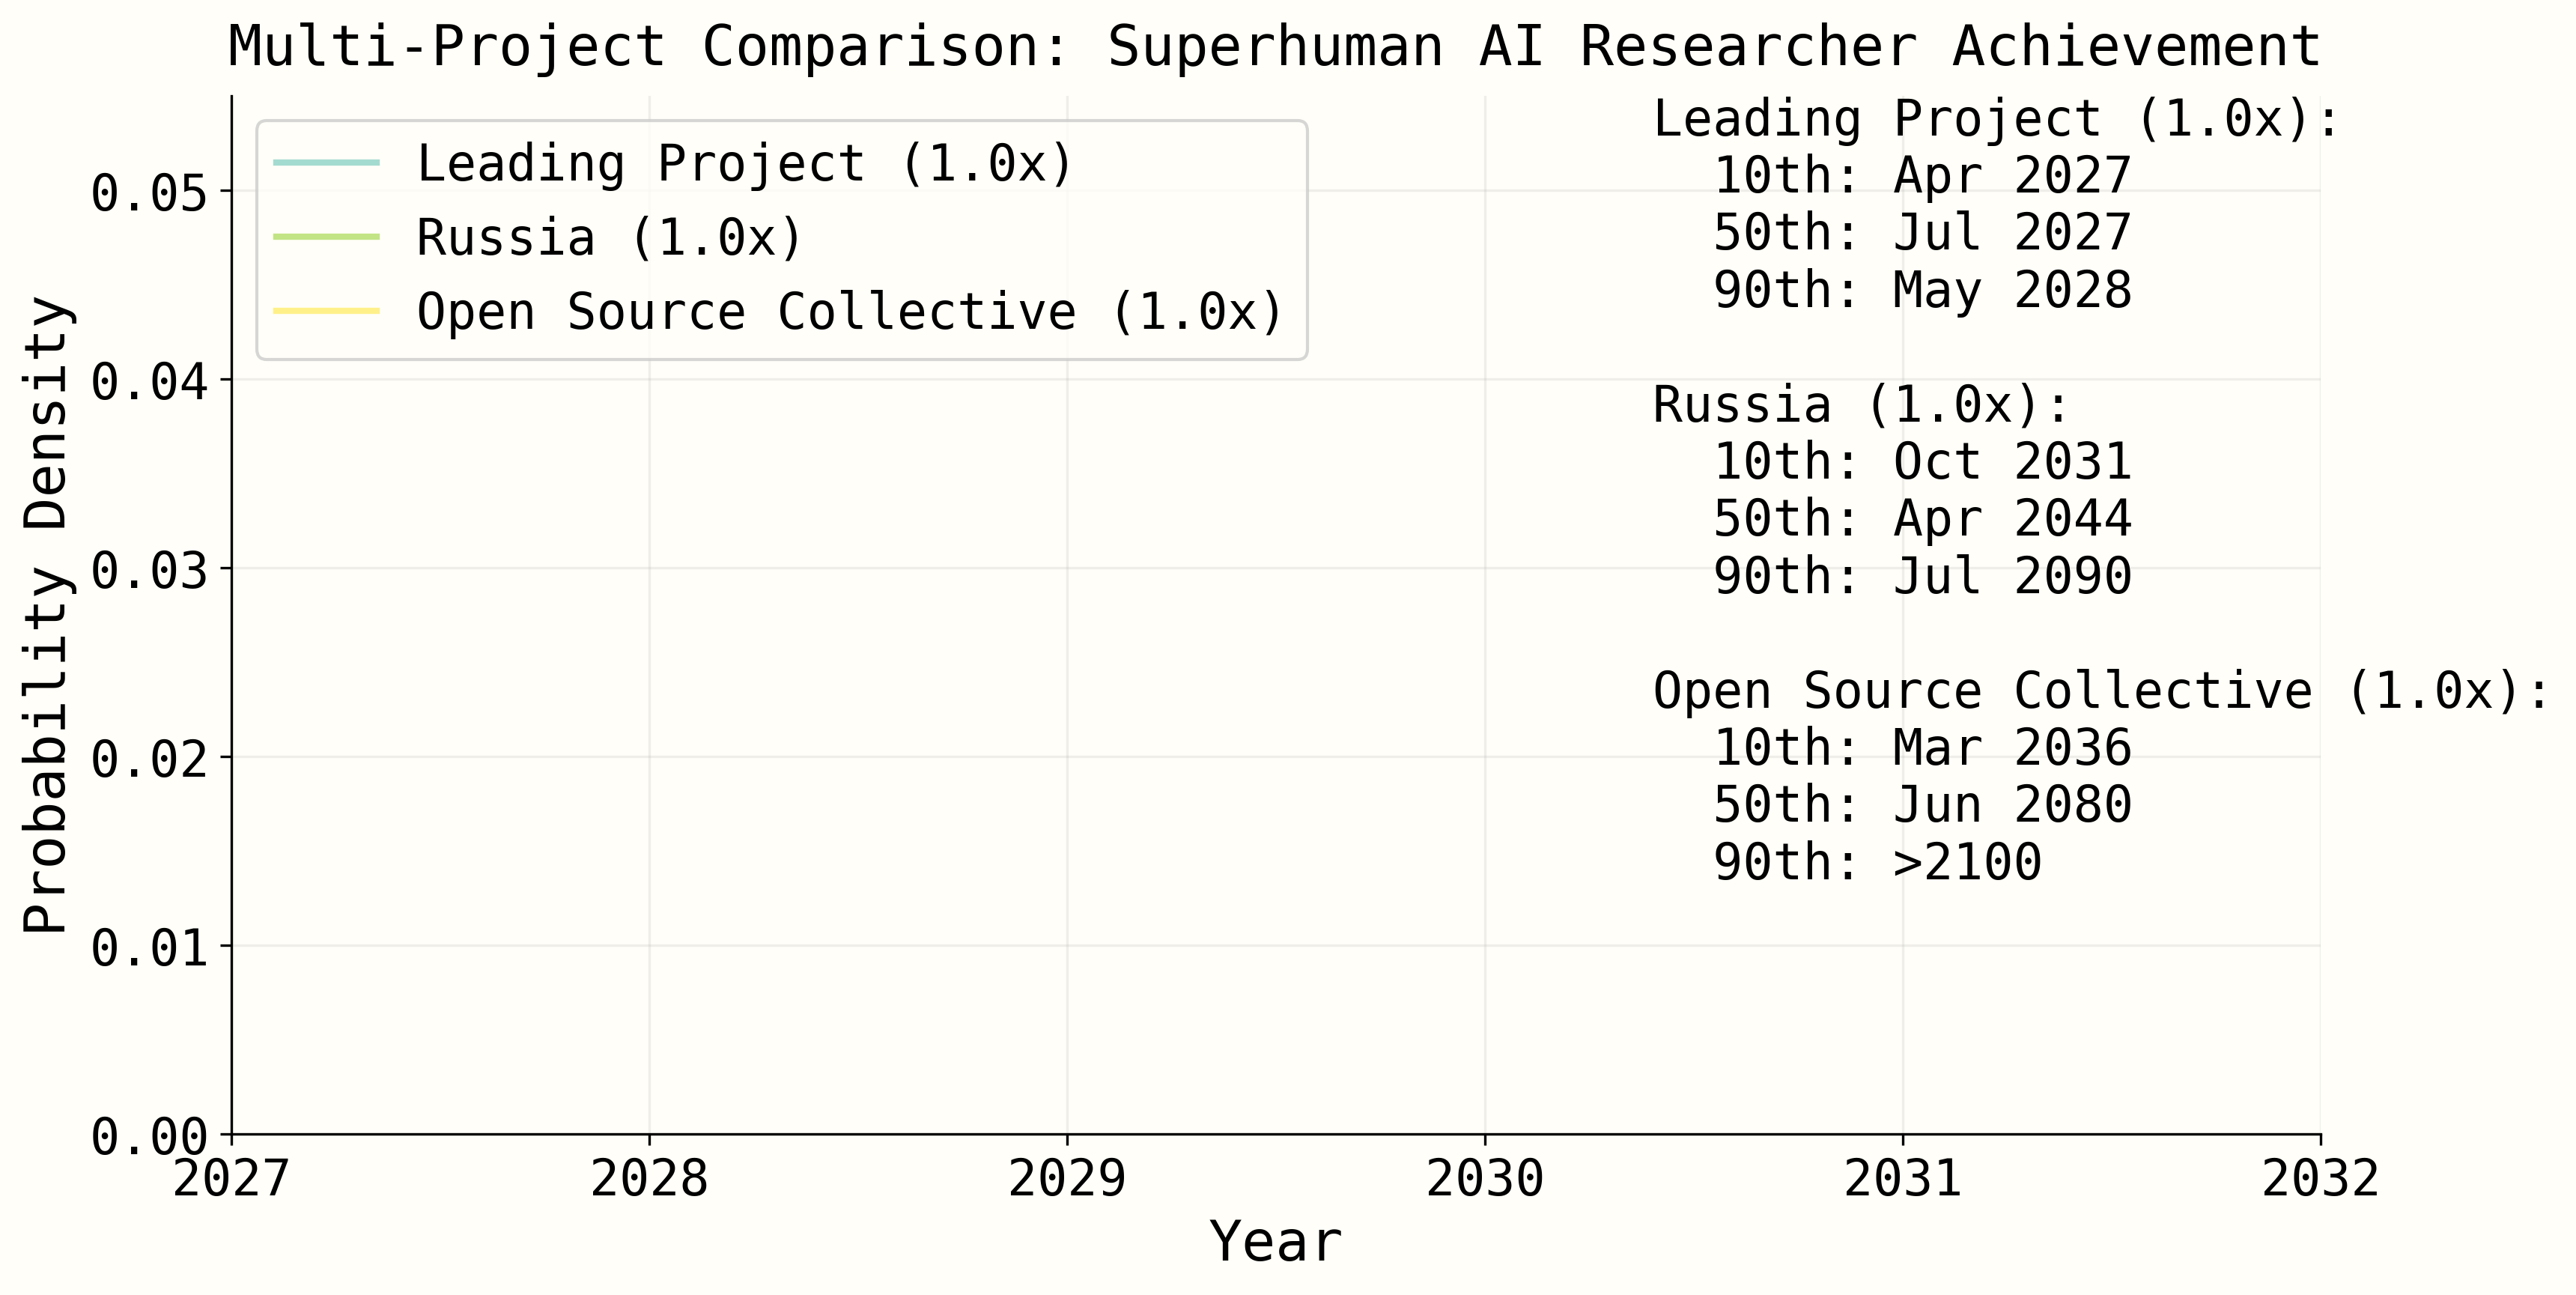 Multi-Project Comparison: Superhuman AI Researcher Achievement
Leading Project (1.0x)
Russia (1.0x)
Open Source Collective (1.0x)
Leading Project (1.0x):
10th: Apr 2027
50th: Jul 2027
90th: May 2028
Russia (1.0x):
10th: Oct 2031
50th: Apr 2044
90th: Jul 2090
Open Source Collective (1.0x):
10th: Mar 2036
50th: Jun 2080
90th: >2100
Probability Density
0.05
0.04
0.03
0.02
0.01
0.00
2027 2028 2029 2030 2031 2032
Year